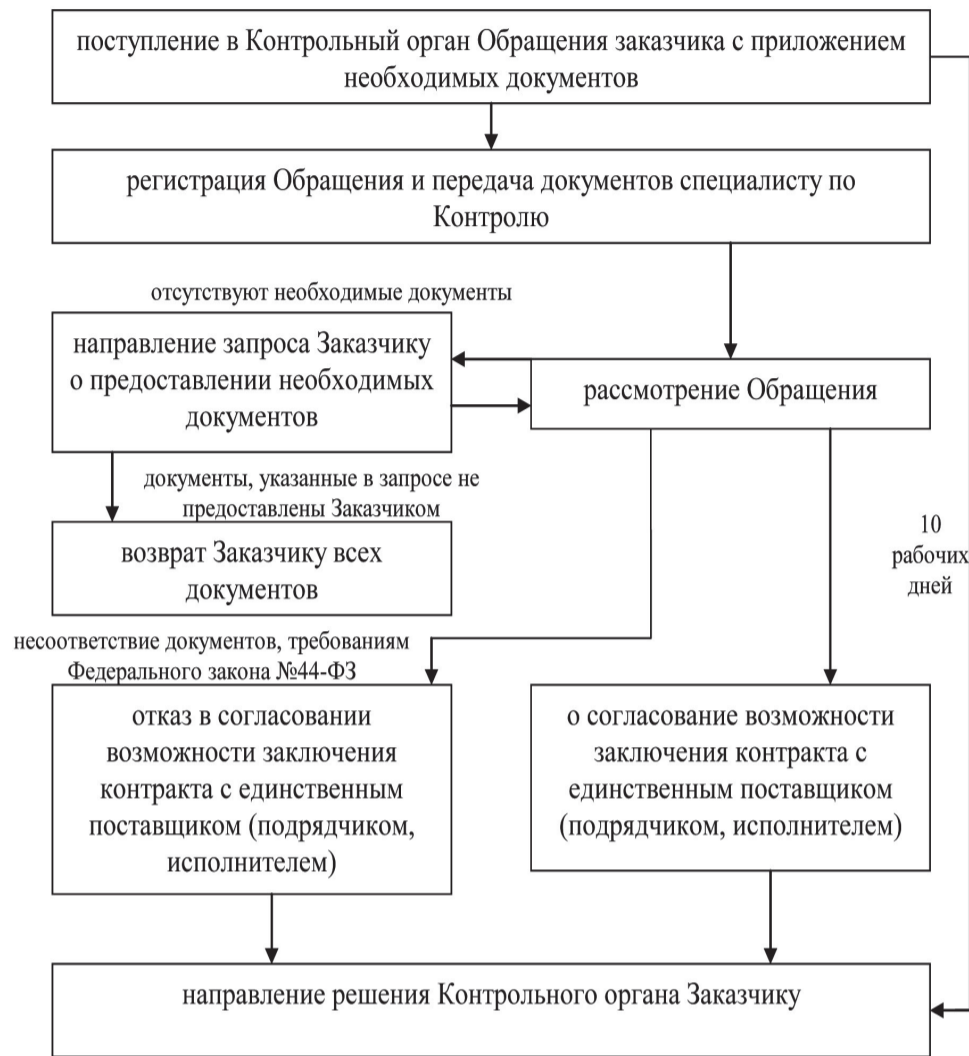 поступление в Контрольный орган Обращения заказчика с приложением
необходимых документов
регистрация Обращения и передача документов специалисту по
Контролю
отсутствуют необходимые документы
направление запроса Заказчику
о предоставлении необходимых
документов
рассмотрение Обращения
документы, указанные в запросе не
предоставлены Заказчиком
возврат Заказчику всех
документов
10
рабочих
дней
несоответствие документов, требованиям
Федерального закона №44-ФЗ
отказ в согласовании
возможности заключения
контракта с единственным
поставщиком (подрядчиком,
исполнителем)
о согласование возможности
заключения контракта с
единственным поставщиком
(подрядчиком, исполнителем)
направление решения Контрольного органа Заказчику